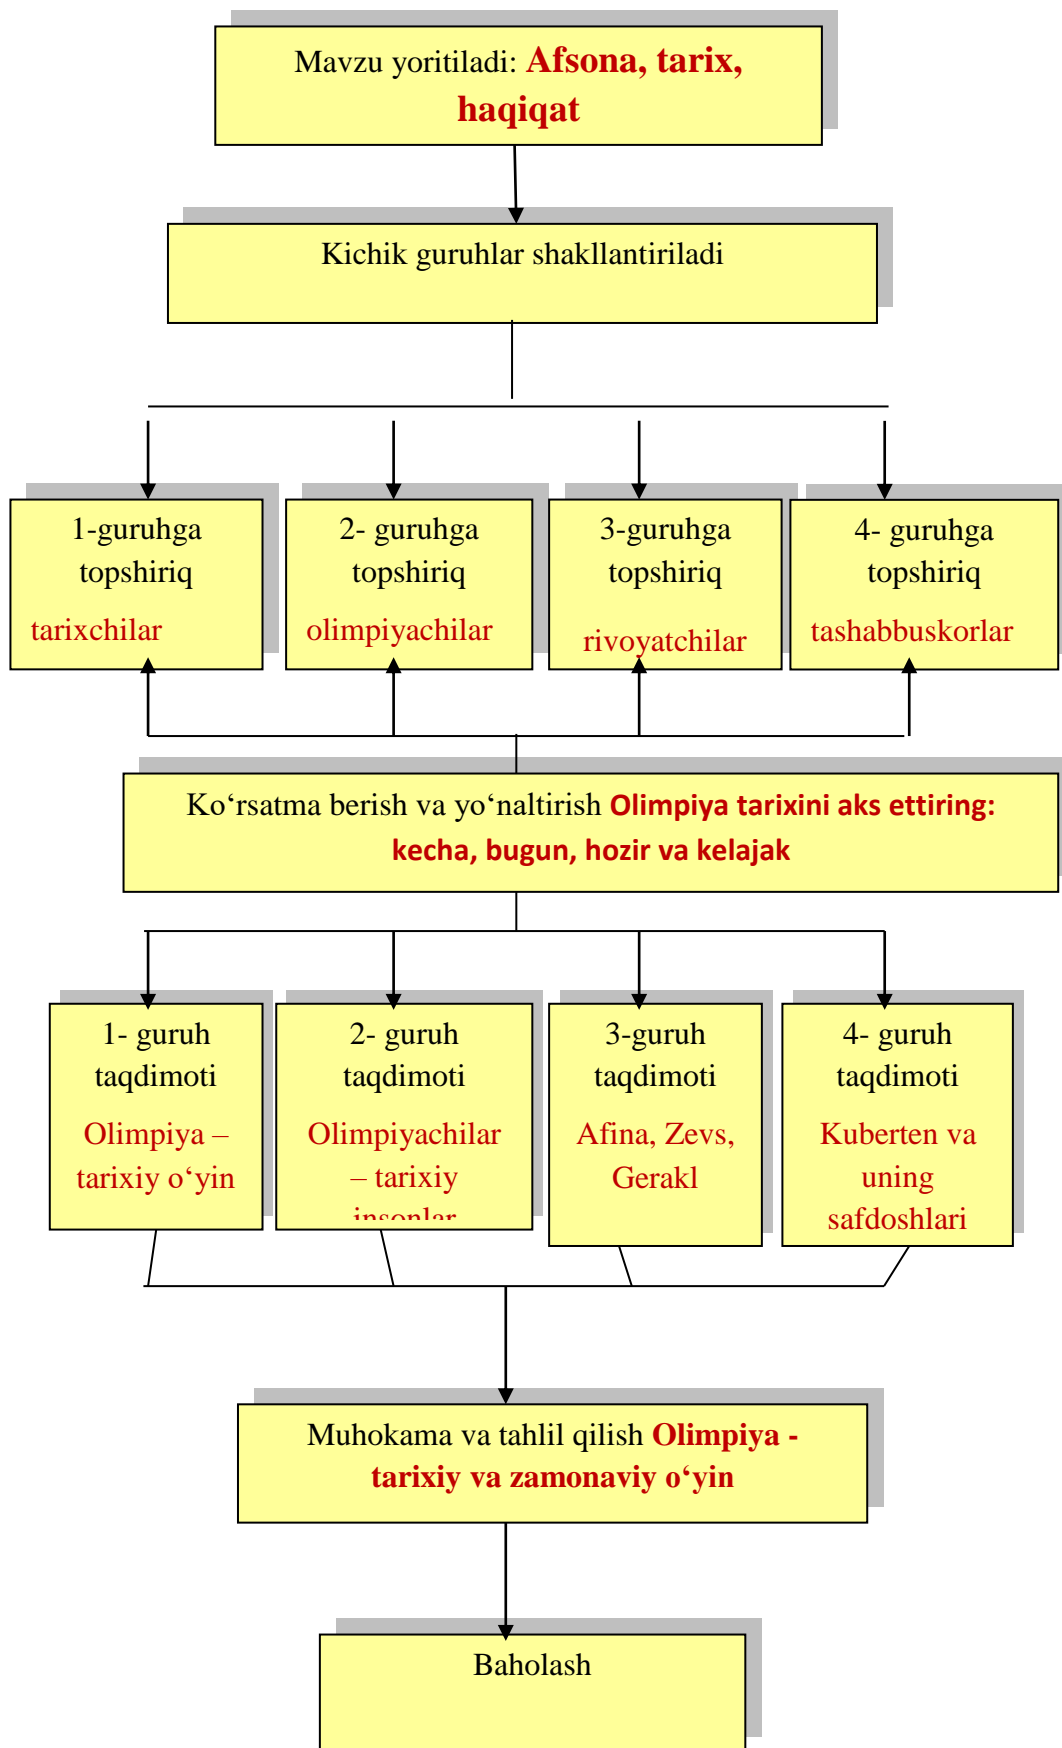 Mavzu yoritiladi: Afsona, tarix,
haqiqat
Kichik guruhlar shakllantiriladi
1-guruhga
topshiriq
tarixchilar
2- guruhga
topshiriq
olimpiyachilar
3-guruhga
topshiriq
rivoyatchilar
4- guruhga
topshiriq
tashabbuskorlar
Ko‘rsatma berish va yo‘naltirish Olimpiya tarixini aks ettiring:
kecha, bugun, hozir va kelajak
1- guruh
taqdimoti
Olimpiya –
tarixiy o‘yin
2- guruh
taqdimoti
Olimpiyachilar
– tarixiy
insonlar
3-guruh
taqdimoti
Afina, Zevs,
Gerakl
4- guruh
taqdimoti
Kuberten va
uning
safdoshlari
Muhokama va tahlil qilish Olimpiya -
tarixiy va zamonaviy o‘yin
Baholash